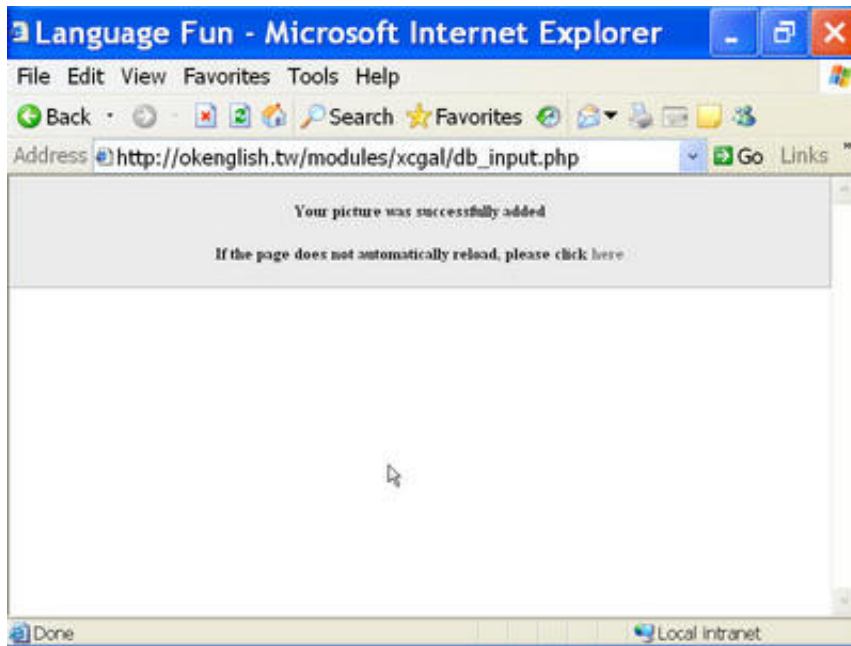 Language Fun - Microsoft Internet Explorer
File Edit View Favorites Tools Help
Back Search Favorites
Address http://okenglish.tw/modules/xcgal/db_input.php Go Links »
Your picture was successfully added
If the page does not automatically reload, please click here
Done Local intranet